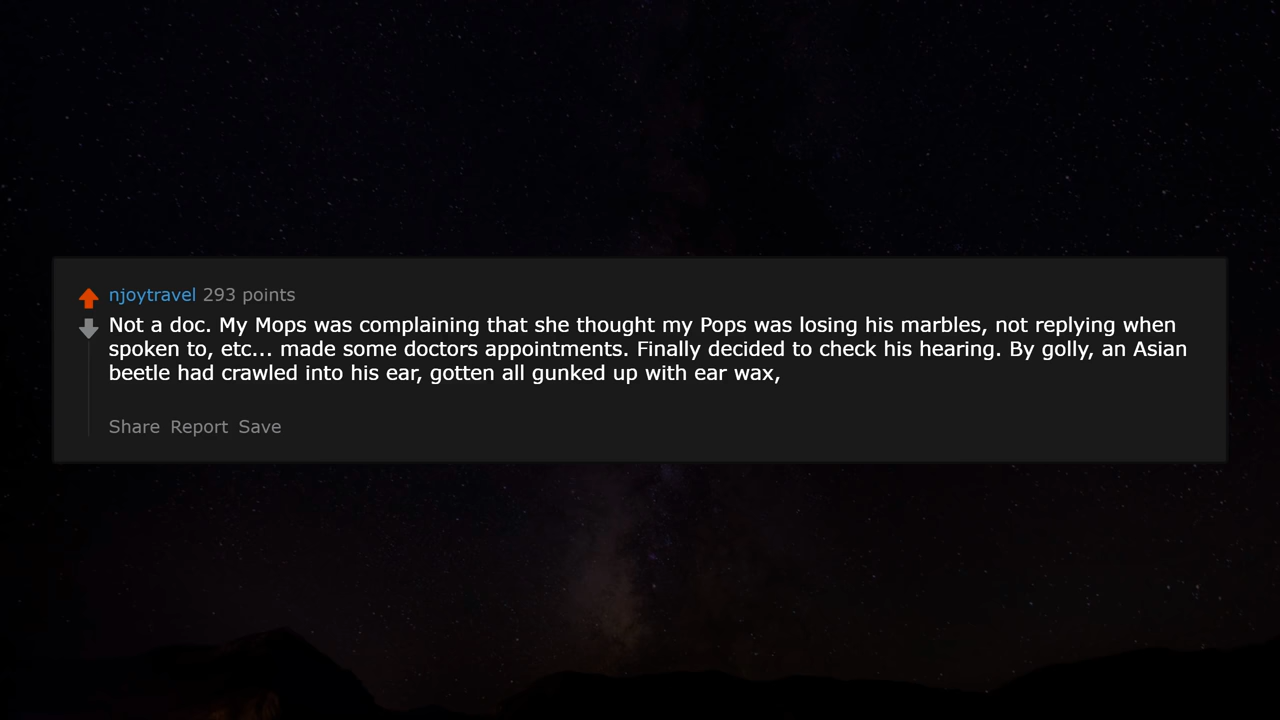 njoytravel 293 points
Not a doc. My Mops was complaining that she thought my Pops was losing his marbles, not replying when
spoken to, etc... made some doctors appointments. Finally decided to check his hearing. By golly, an Asian
beetle had crawled into his ear, gotten all gunked up with ear wax,
Share Report Save